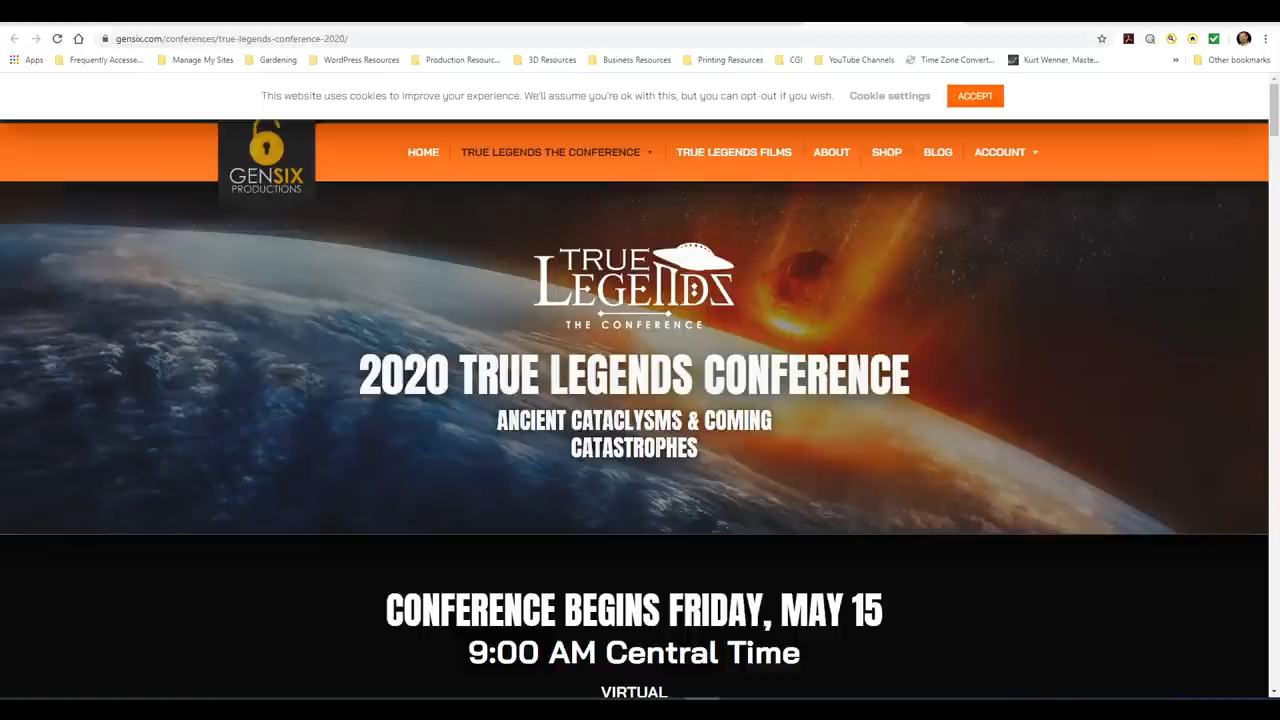 gensix.com/conferences/true-legends-conference-2020/
Apps Frequently Accesse... Manage My Sites Gardening WordPress Resources Production Resourc... 3D Resources Business Resources Printing Resources CGI YouTube Channels Time Zone Convert... Kurt Wenner, Maste... » Other bookmarks
This website uses cookies to improve your experience. We'll assume you're ok with this, but you can opt-out if you wish. Cookie settings ACCEPT
GENSIX
PRODUCTIONS
HOME TRUE LEGENDS THE CONFERENCE TRUE LEGENDS FILMS ABOUT SHOP BLOG ACCOUNT
TRUE
LEGENDS
THE CONFERENCE
2020 TRUE LEGENDS CONFERENCE
ANCIENT CATACLYSMS & COMING
CATASTROPHES
CONFERENCE BEGINS FRIDAY, MAY 15
9:00 AM Central Time
VIRTUAL